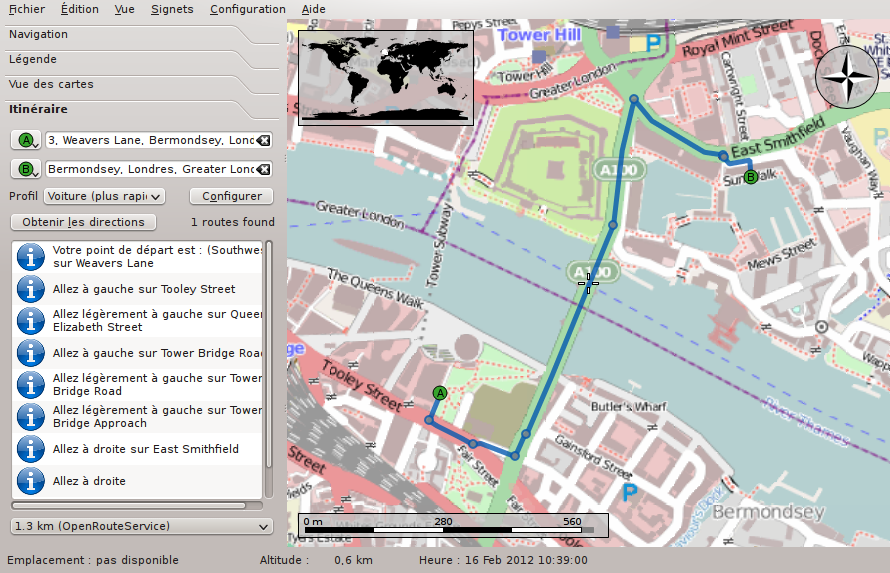 Fichier Édition Vue Signets Configuration Aide
Navigation
Légende
Vue des cartes
Itinéraire
A 3, Weavers Lane, Bermondsey, Lond
B Bermondsey, Londres, Greater Lon
Profil Voiture (plus rapi Configurer
Obtenir les directions 1 routes found
Votre point de départ est : (Southwes
sur Weavers Lane
Allez à gauche sur Tooley Street
Allez légèrement à gauche sur Queen
Elizabeth Street
Allez à gauche sur Tower Bridge Road
Allez légèrement à gauche sur Tower
Bridge Road
Allez légèrement à gauche sur Tower
Bridge Approach
Allez à droite sur East Smithfield
Allez à droite
1.3 km (OpenRouteService)
Pepys Street
Tower Hill
P
Royal Mint Street
Tower Hill
Greater London
Cartwright Street
East Smithfield
Vaughan Way
P
A100
B
Greater London
Tower Subway
Mews Street
A100
The Queens Walk
Tooley Street
A
Butler's Wharf
River Thames
Fair Street
Gainsford Street
Street
P
Bermondsey
0 m 280 560
Emplacement : pas disponible Altitude : 0,6 km Heure : 16 Feb 2012 10:39:00